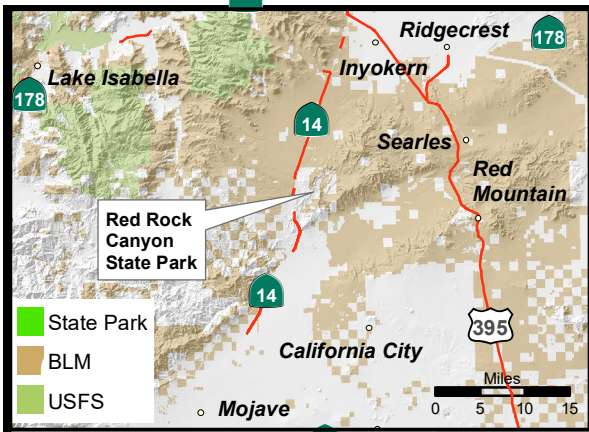 Ridgecrest
178
Inyokern
Lake Isabella
178
14
Searles
Red
Mountain
Red Rock
Canyon
State Park
14
State Park
BLM
USFS
395
California City
Miles
0 5 10 15
Mojave